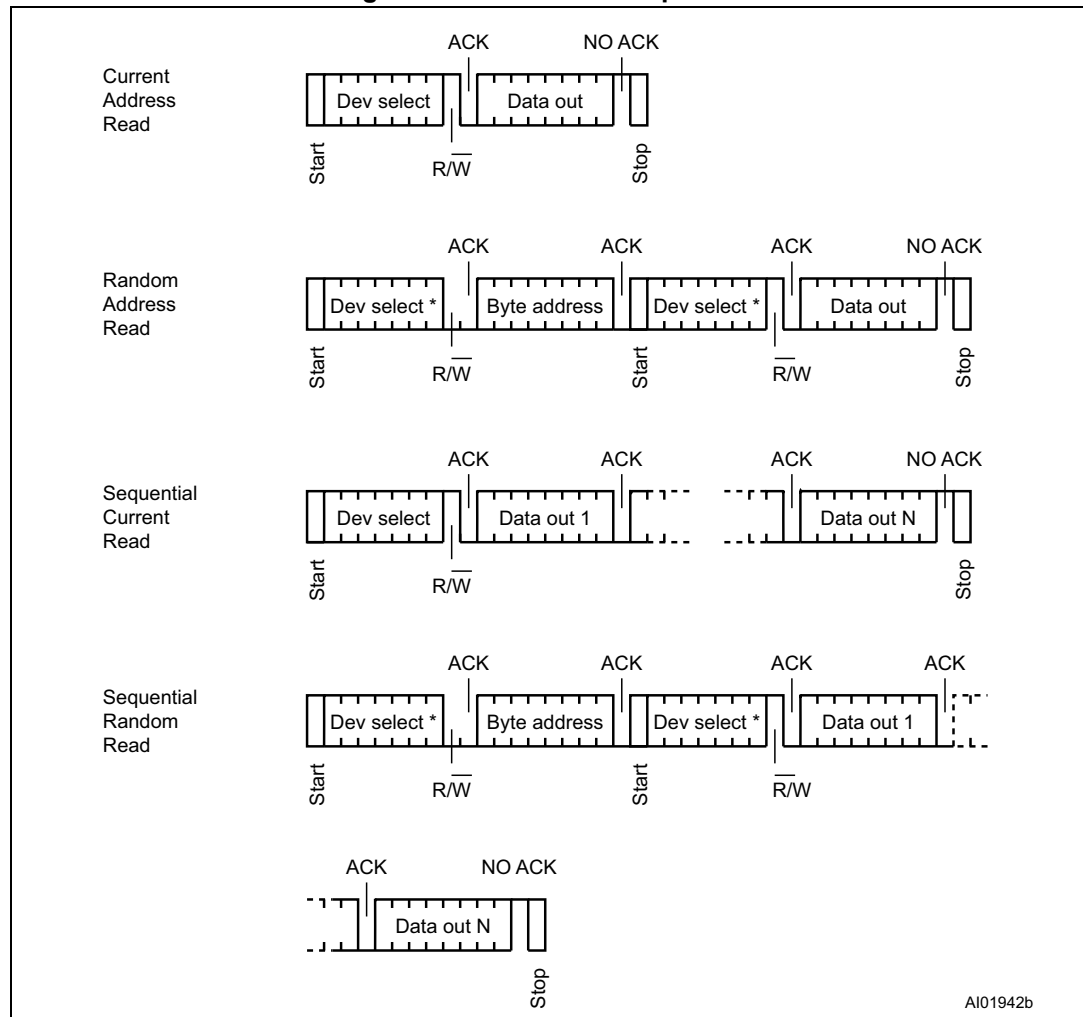 ACK NO ACK
Current
Address
Read
Dev select Data out
Start R/W Stop
ACK ACK ACK NO ACK
Random
Address
Read
Dev select * Byte address Dev select * Data out
Start R/W Start R/W Stop
ACK ACK ACK NO ACK
Sequential
Current
Read
Dev select Data out 1 Data out N
Start R/W Stop
ACK ACK ACK ACK
Sequential
Random
Read
Dev select * Byte address Dev select * Data out 1
Start R/W Start R/W
ACK NO ACK
Data out N
Stop
AI01942b